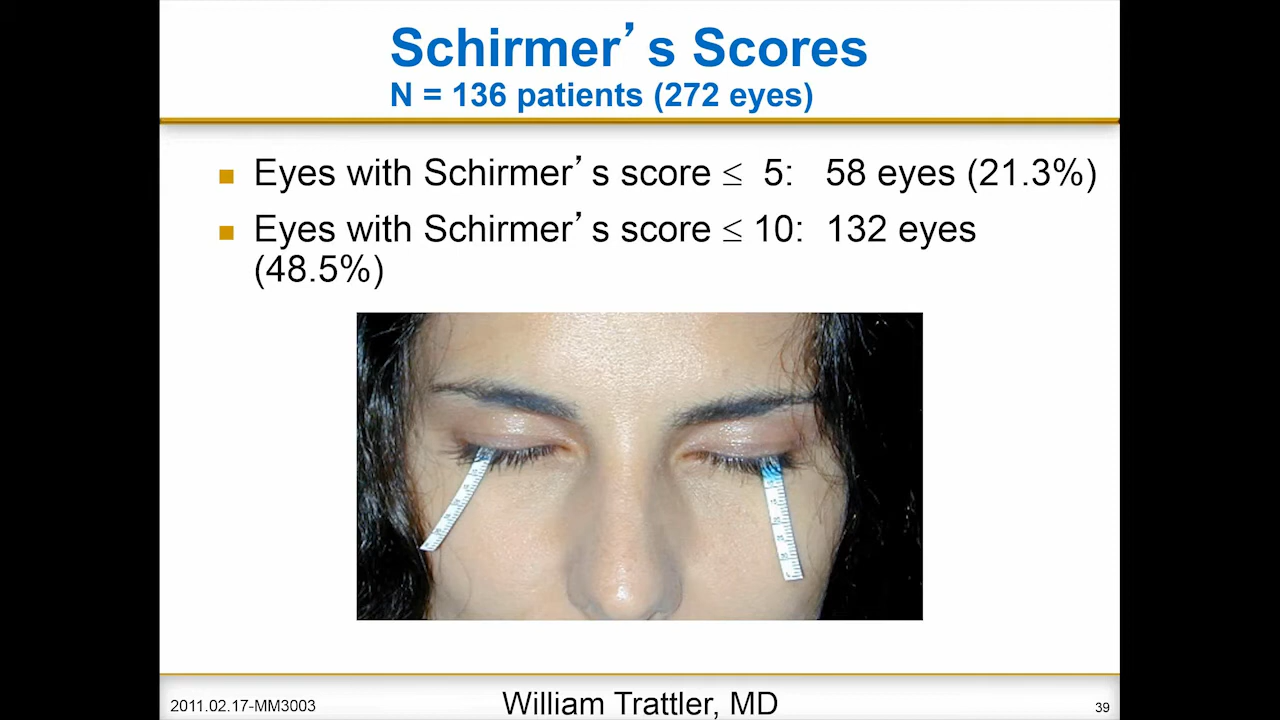 Schirmer’s Scores
N = 136 patients (272 eyes)
Eyes with Schirmer’s score ≤ 5: 58 eyes (21.3%)
Eyes with Schirmer’s score ≤ 10: 132 eyes
(48.5%)
2011.02.17-MM3003
William Trattler, MD
39